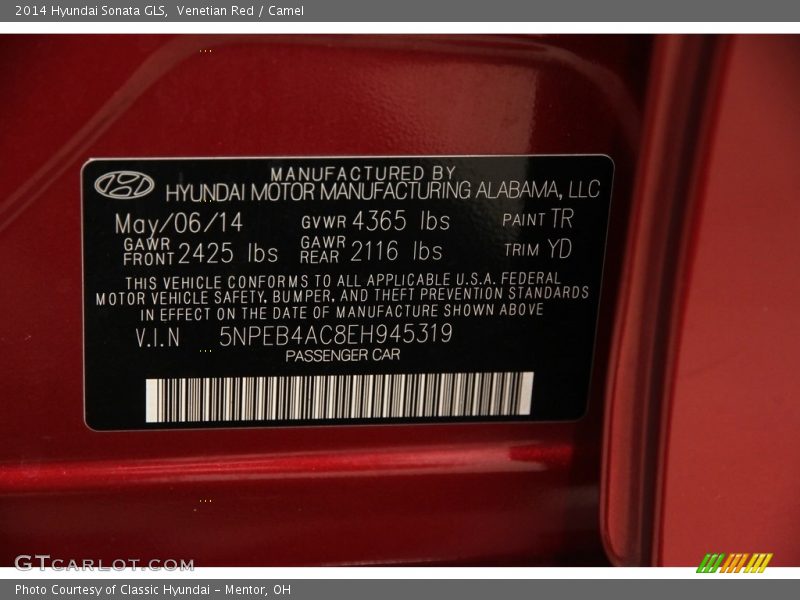 2014 Hyundai Sonata GLS, Venetian Red / Camel
MANUFACTURED BY
HYUNDAI MOTOR MANUFACTURING ALABAMA, LLC
May/06/14 GVWR 4365 lbs PAINT TR
GAWR FRONT 2425 lbs GAWR REAR 2116 lbs TRIM YD
THIS VEHICLE CONFORMS TO ALL APPLICABLE U.S.A. FEDERAL
MOTOR VEHICLE SAFETY, BUMPER, AND THEFT PREVENTION STANDARDS
IN EFFECT ON THE DATE OF MANUFACTURE SHOWN ABOVE
V.I.N 5NPEB4AC8EH945319
PASSENGER CAR
GTCARLOT.COM
Photo Courtesy of Classic Hyundai - Mentor, OH